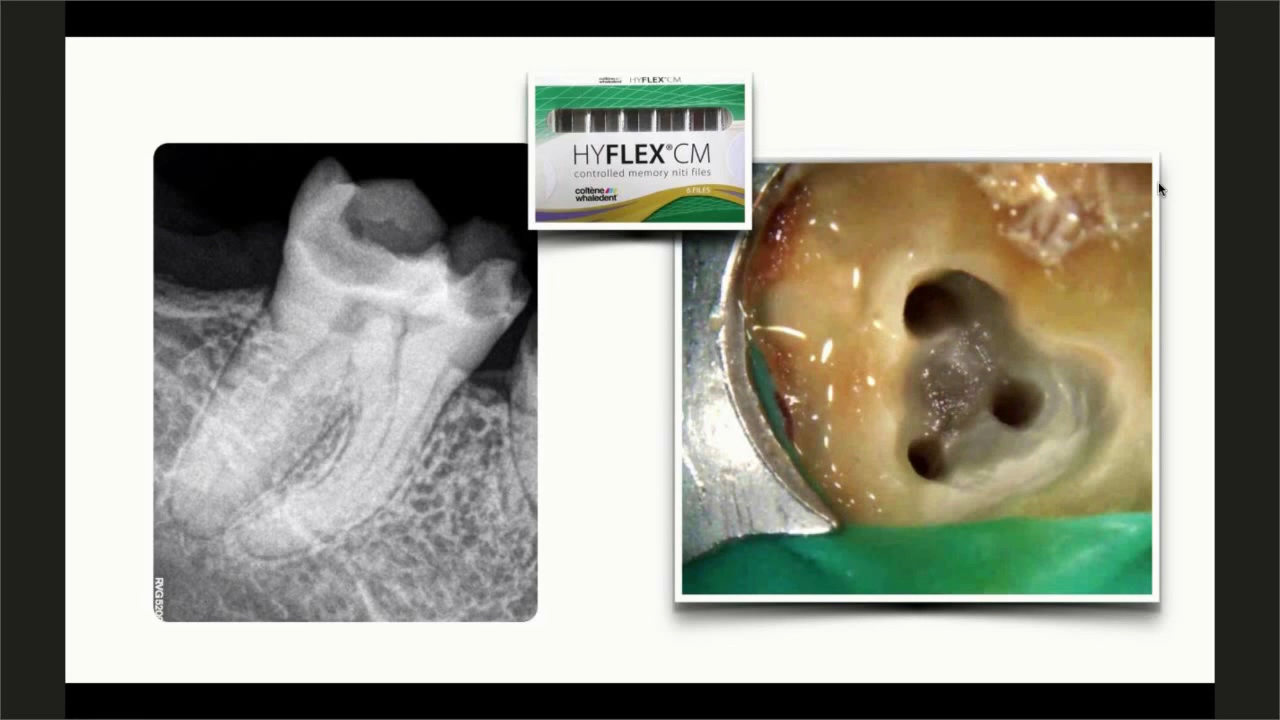 HYFLEX®CM
HYFLEX®CM
controlled memory niti files
coltène
whaledent
6 FILES